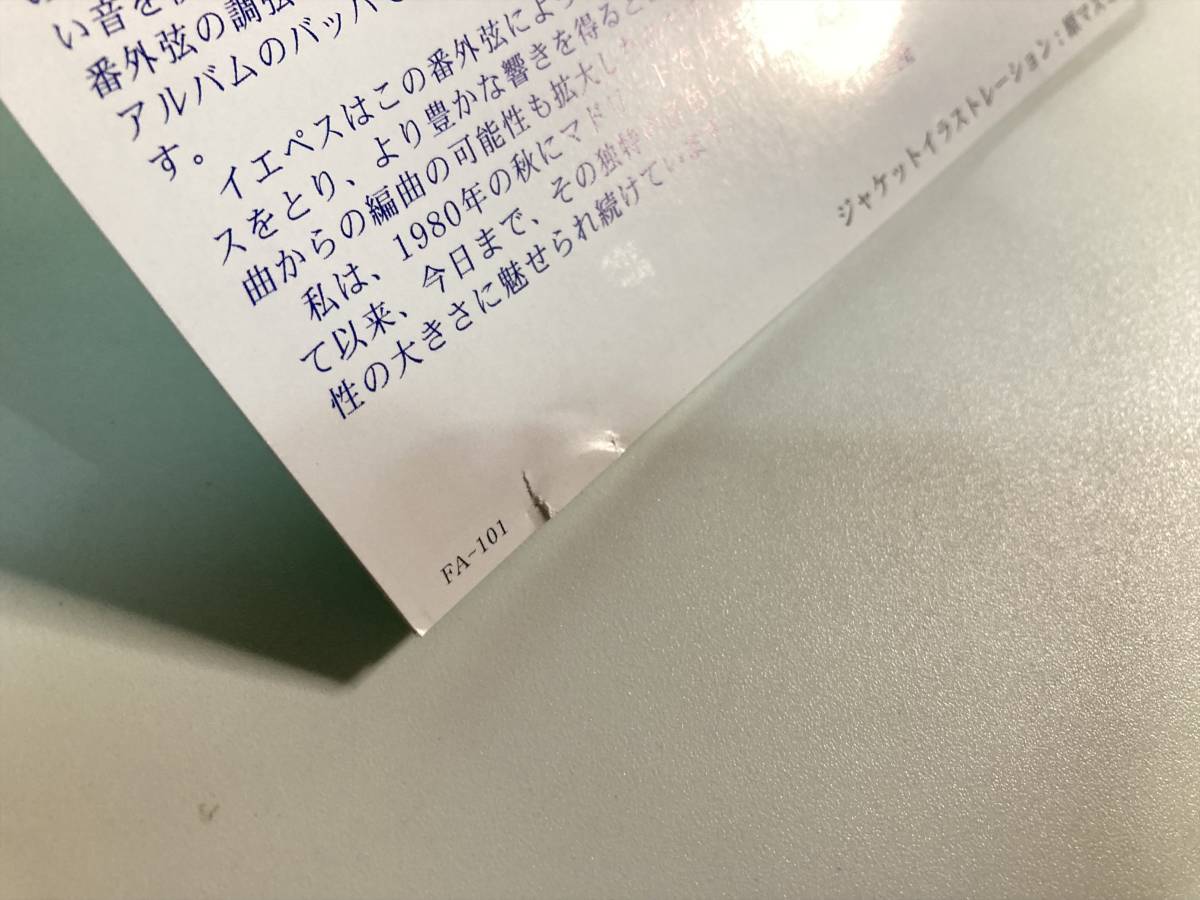 い音を
番外弦の調弦
アルバムのバッハ
す。
イエペスはこの番外弦によ
スをとり、より豊かな響きを得ると
曲からの編曲の可能性も拡大し
私は、1980年の秋にマド
て以来、今日まで、その独特
性の大きさに魅せられ続けています
ジャケットイラストレーション：
FA-101